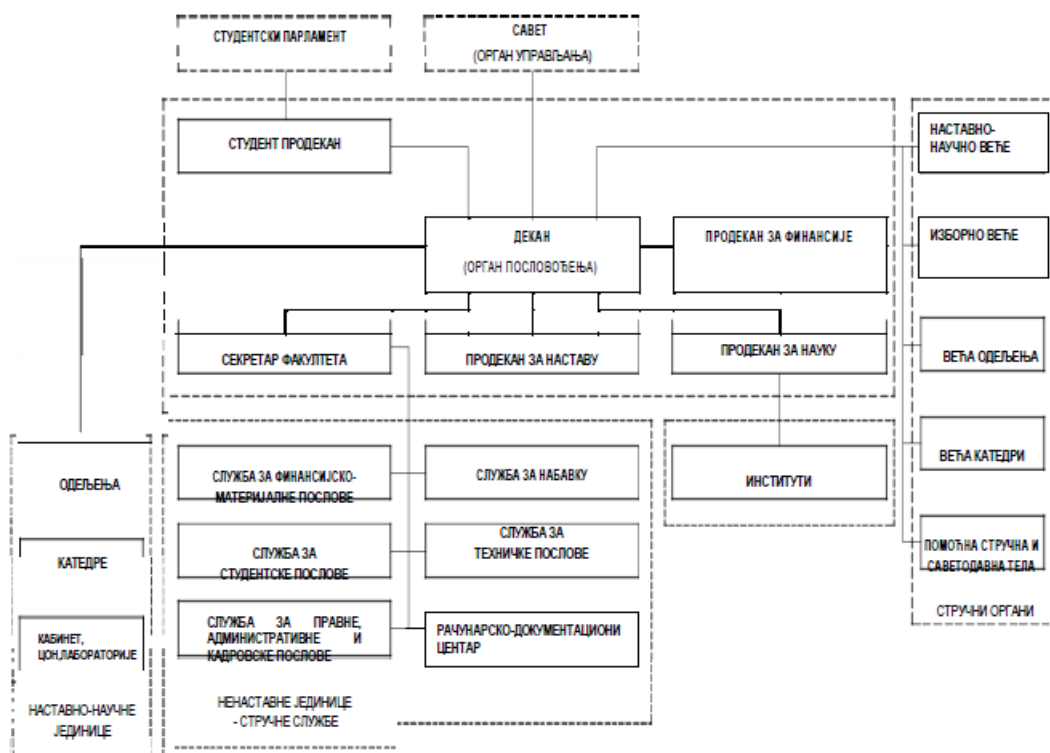 СТУДЕНТСКИ ПАРЛАМЕНТ
САВЕТ
(ОРГАН УПРАВЉАЊА)
СТУДЕНТ ПРОДЕКАН
НАСТАВНО-
НАУЧНО ВЕЋЕ
ДЕКАН
(ОРГАН ПОСЛОВОЂЕЊА)
ПРОДЕКАН ЗА ФИНАНСИЈЕ
ИЗБОРНО ВЕЋЕ
СЕКРЕТАР ФАКУЛТЕТА
ПРОДЕКАН ЗА НАСТАВУ
ПРОДЕКАН ЗА НАУКУ
ВЕЋА ОДЕЉЕЊА
ОДЕЉЕЊА
СЛУЖБА ЗА ФИНАНСИЈСКО-
МАТЕРИЈАЛНЕ ПОСЛОВЕ
СЛУЖБА ЗА НАБАВКУ
ИНСТИТУТИ
ВЕЋА КАТЕДРИ
КАТЕДРЕ
СЛУЖБА ЗА
СТУДЕНТСКЕ ПОСЛОВЕ
СЛУЖБА ЗА
ТЕХНИЧКЕ ПОСЛОВЕ
ПОМОЋНА СТРУЧНА И
САВЕТОДАВНА ТЕЛА
СТРУЧНИ ОРГАНИ
КАБИНЕТ,
ЦОН,ЛАБОРАТОРИЈЕ
СЛУЖБА ЗА ПРАВНЕ,
АДМИНИСТРАТИВНЕ И
КАДРОВСКЕ ПОСЛОВЕ
РАЧУНАРСКО-ДОКУМЕНТАЦИОНИ
ЦЕНТАР
НАСТАВНО-НАУЧНЕ
ЈЕДИНИЦЕ
НЕНАСТАВНЕ ЈЕДИНИЦЕ
- СТРУЧНЕ СЛУЖБЕ